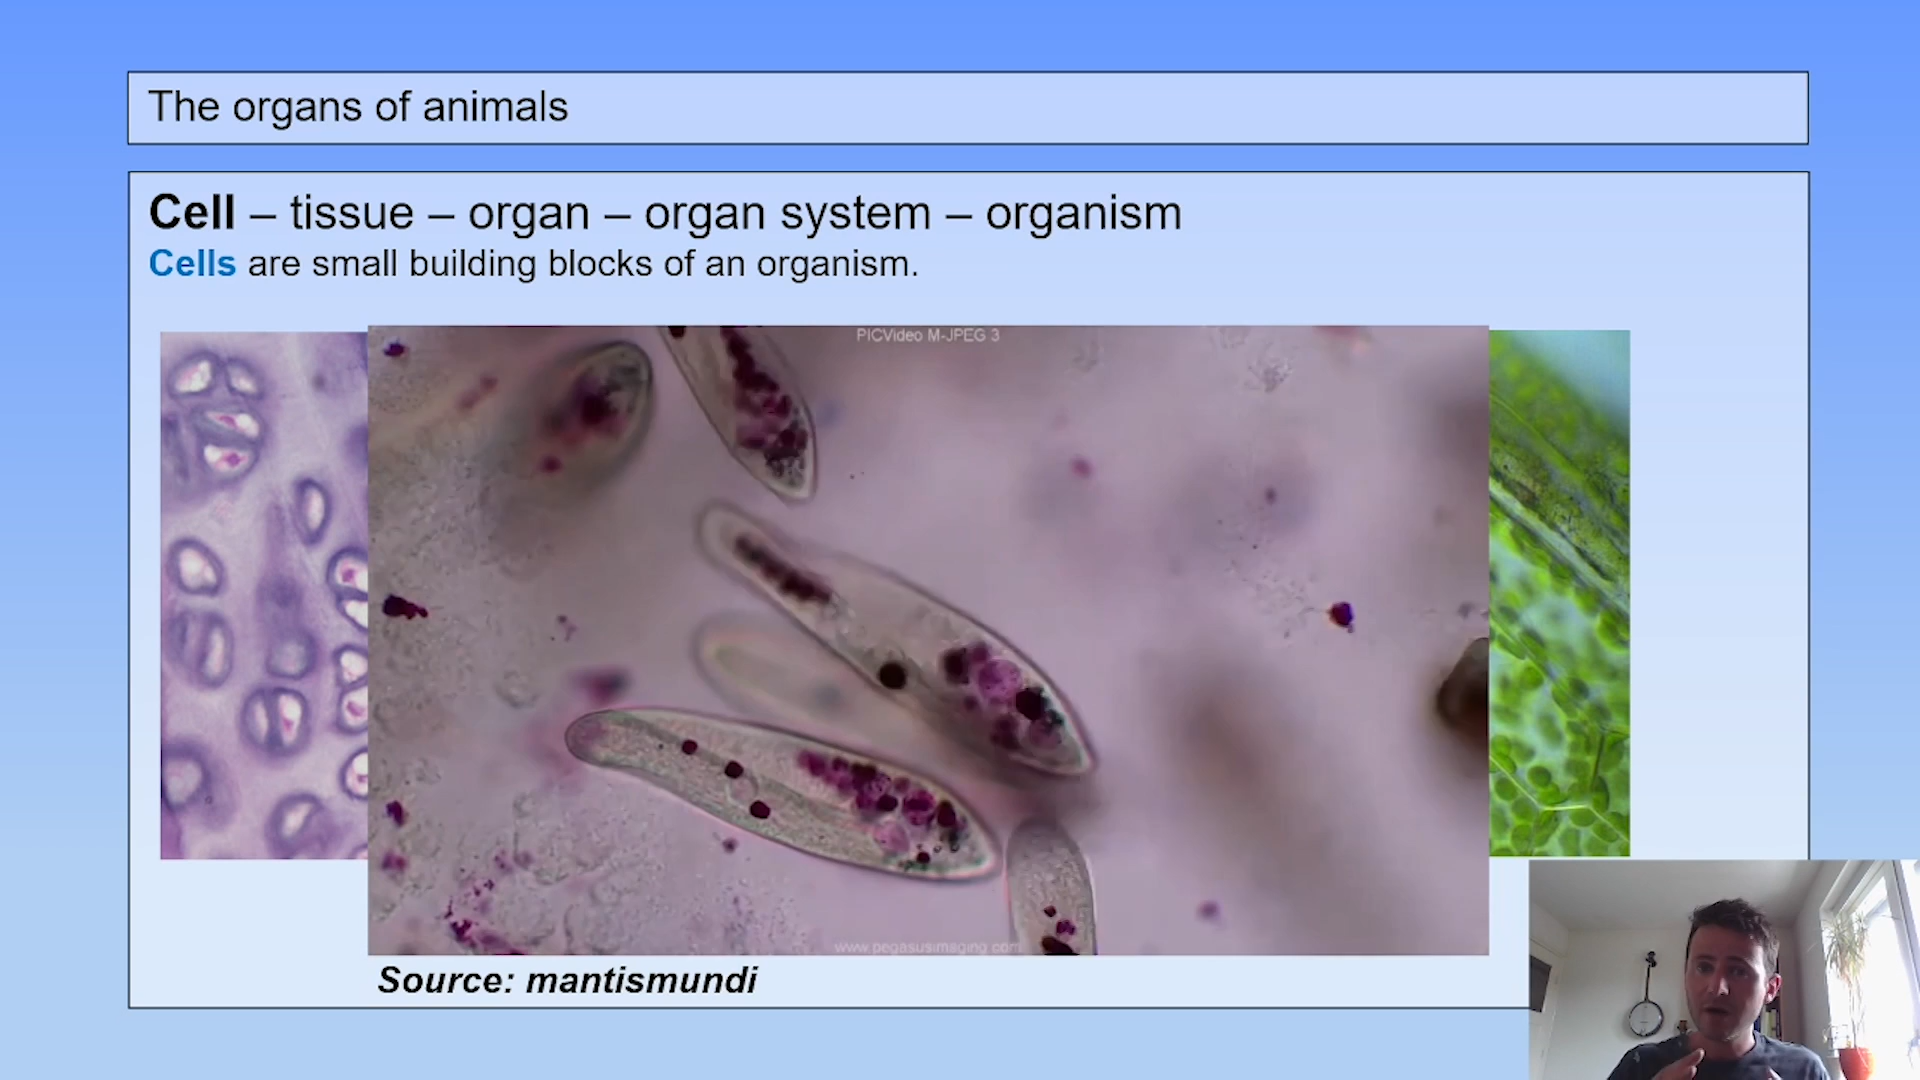 The organs of animals
Cell – tissue – organ – organ system – organism
Cells are small building blocks of an organism.
PICVideo M-JPEG 3
www.pegasusimaging.com
Source: mantismundi